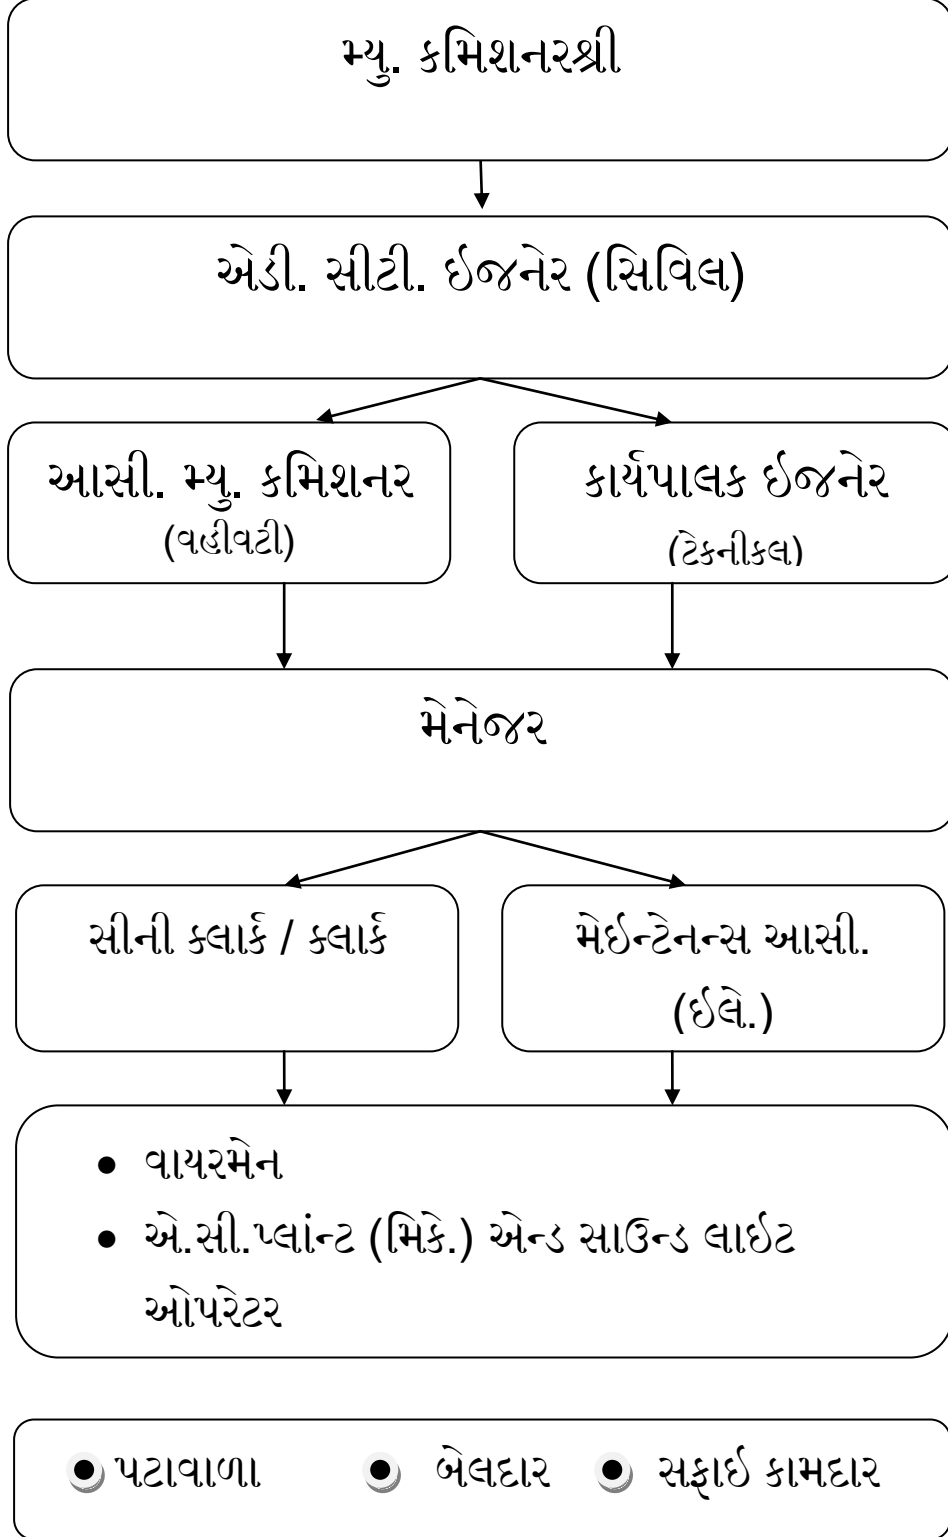 મ્યુ. કમિશનરશ્રી
એડી. સીટી. ઇજનેર (સિવિલ)
આસી. મ્યુ. કમિશનર
(વહીવટી)
કાર્યપાલક ઇજનેર
(ટેકનીકલ)
મેનેજર
સીની ક્લાર્ક / ક્લાર્ક
મેઇન્ટેનન્સ આસી.
(ઈલે.)
• વાયરમેન
• એ.સી.પ્લાંન્ટ (મિકે.) એન્ડ સાઉન્ડ લાઇટ
ઓપરેટર
• પટાવાળા • બેલદાર • સફાઇ કામદાર